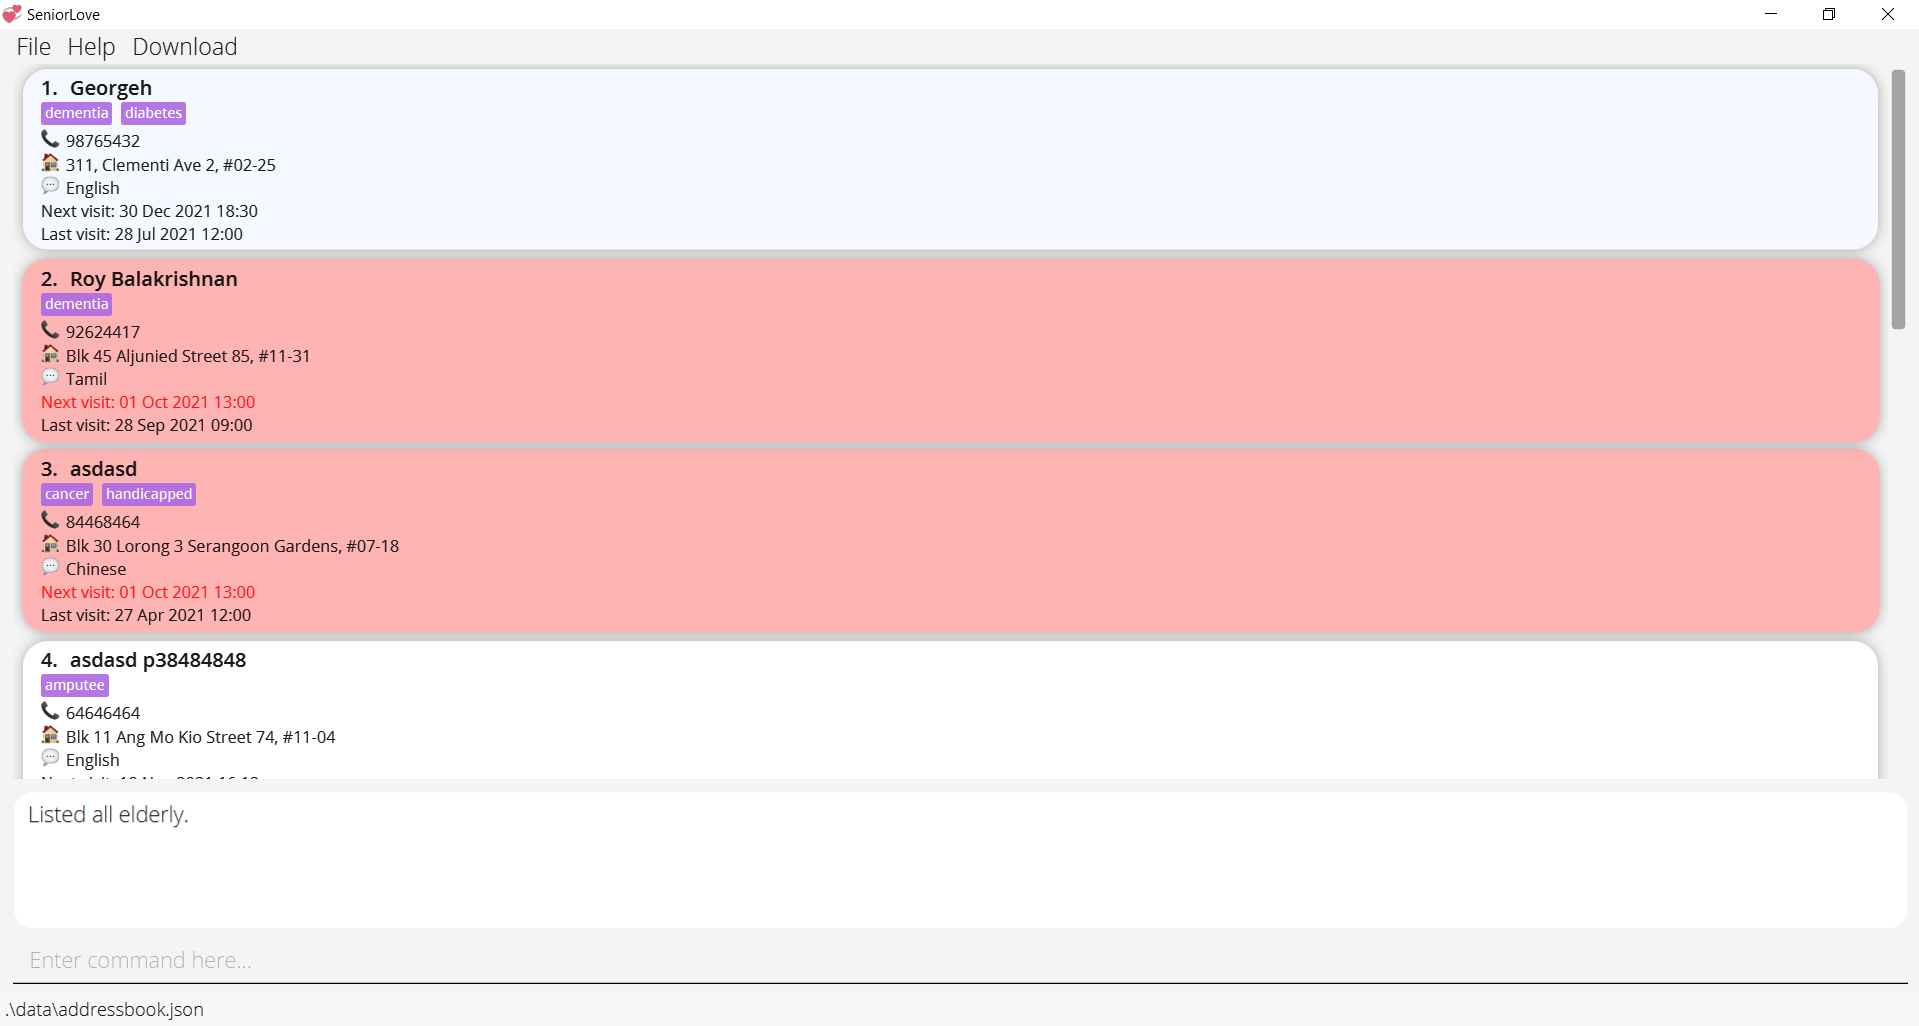 SeniorLove
File Help Download
1. Georgeh
dementia diabetes
98765432
311, Clementi Ave 2, #02-25
English
Next visit: 30 Dec 2021 18:30
Last visit: 28 Jul 2021 12:00
2. Roy Balakrishnan
dementia
92624417
Blk 45 Aljunied Street 85, #11-31
Tamil
Next visit: 01 Oct 2021 13:00
Last visit: 28 Sep 2021 09:00
3. asdasd
cancer handicapped
84468464
Blk 30 Lorong 3 Serangoon Gardens, #07-18
Chinese
Next visit: 01 Oct 2021 13:00
Last visit: 27 Apr 2021 12:00
4. asdasd p38484848
amputee
64646464
Blk 11 Ang Mo Kio Street 74, #11-04
English
Listed all elderly.
Enter command here...
.\data\addressbook.json